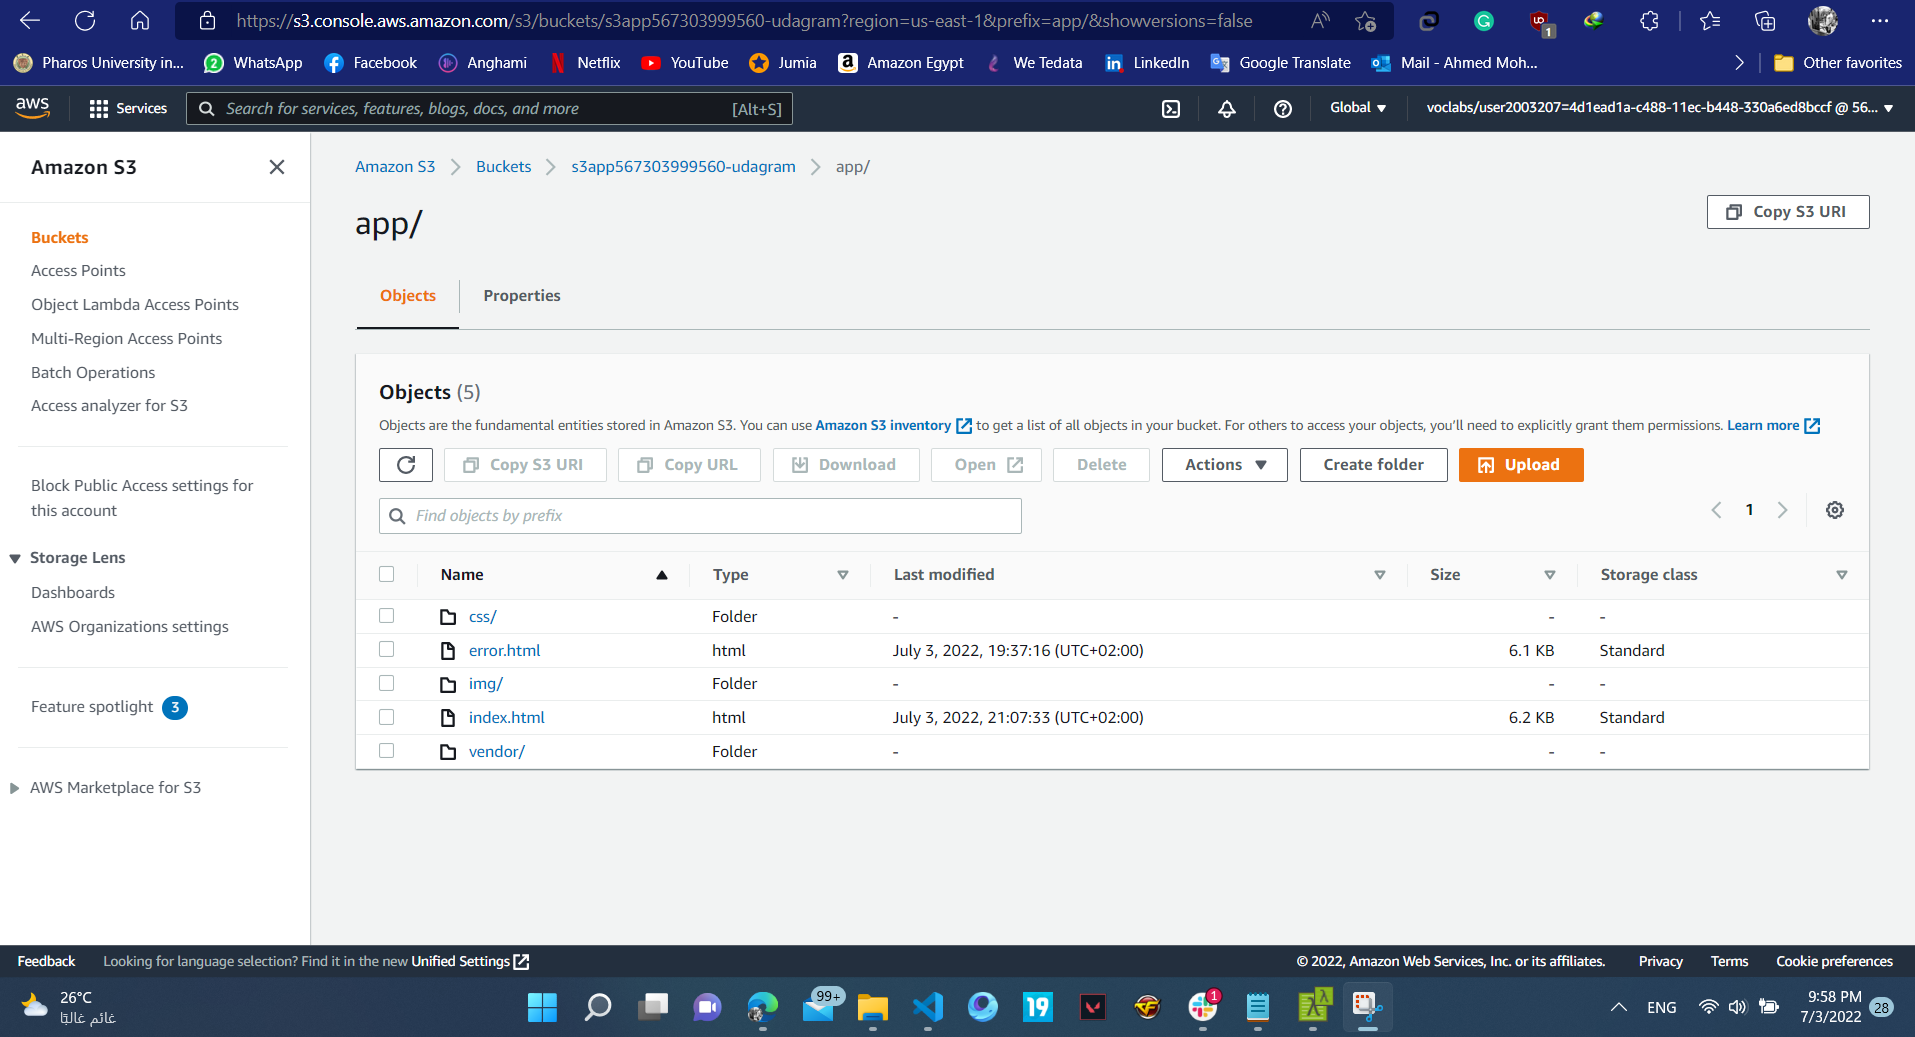 https://s3.console.aws.amazon.com/s3/buckets/s3app567303999560-udagram?region=us-east-1&prefix=app/&showversions=false
1
Pharos University in... WhatsApp Facebook Anghami Netflix YouTube Jumia Amazon Egypt We Tedata LinkedIn Google Translate Mail - Ahmed Moh... Other favorites
aws Services Search for services, features, blogs, docs, and more [Alt+S] Global voclabs/user2003207=4d1ead1a-c488-11ec-b448-330a6ed8bccf @ 56...
Amazon S3
Buckets
Access Points
Object Lambda Access Points
Multi-Region Access Points
Batch Operations
Access analyzer for S3
Block Public Access settings for
this account
Storage Lens
Dashboards
AWS Organizations settings
Feature spotlight 3
AWS Marketplace for S3
Amazon S3 Buckets s3app567303999560-udagram app/
app/
Copy S3 URI
Objects Properties
Objects (5)
Objects are the fundamental entities stored in Amazon S3. You can use Amazon S3 inventory to get a list of all objects in your bucket. For others to access your objects, you'll need to explicitly grant them permissions. Learn more
Copy S3 URI Copy URL Download Open Delete Actions Create folder Upload
Find objects by prefix
1
Name Type Last modified Size Storage class
css/ Folder - - -
error.html html July 3, 2022, 19:37:16 (UTC+02:00) 6.1 KB Standard
img/ Folder - - -
index.html html July 3, 2022, 21:07:33 (UTC+02:00) 6.2 KB Standard
vendor/ Folder - - -
Feedback Looking for language selection? Find it in the new Unified Settings © 2022, Amazon Web Services, Inc. or its affiliates. Privacy Terms Cookie preferences
26°C
غائم غالبًا
99+
19
1
ENG
9:58 PM
7/3/2022
28